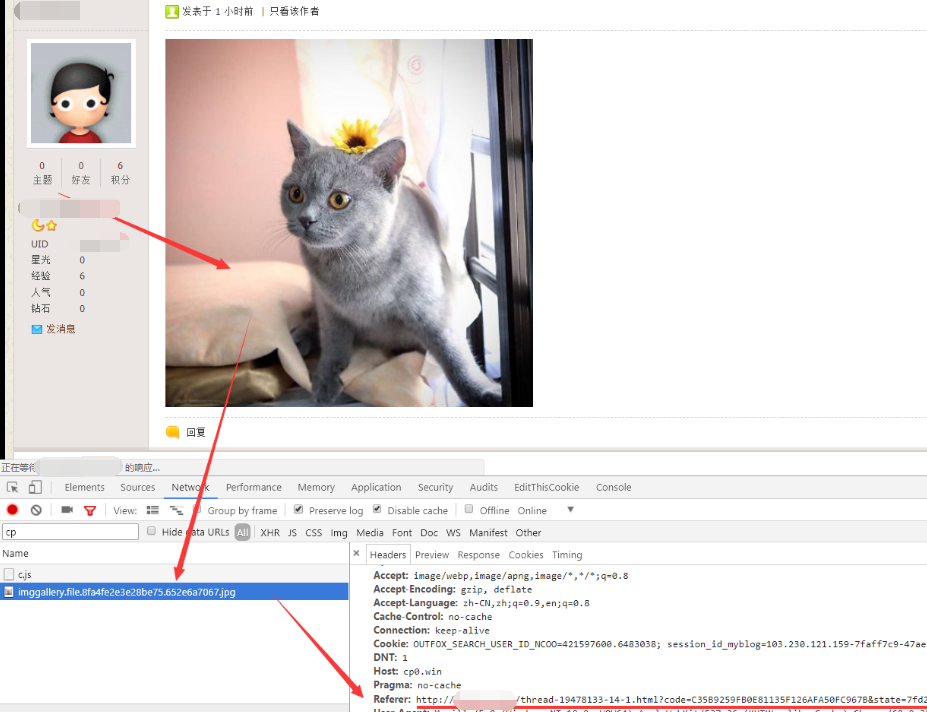 发表于 1 小时前 | 只看该作者
0 0 6
主题 好友 积分
UID
星光 0
经验 6
人气 0
钻石 0
发消息
回复
正在等待 的响应...
Elements Sources Network Performance Memory Application Security Audits EditThisCookie Console
View: Group by frame Preserve log Disable cache Offline Online
cp Hide data URLs All XHR JS CSS Img Media Font Doc WS Manifest Other
Name
× Headers Preview Response Cookies Timing
c.js
imggallery.file.8fa4fe2e3e28be75.652e6a7067.jpg
Accept: image/webp,image/apng,image/*,*/*;q=0.8
Accept-Encoding: gzip, deflate
Accept-Language: zh-CN,zh;q=0.9,en;q=0.8
Cache-Control: no-cache
Connection: keep-alive
Cookie: OUTFOX_SEARCH_USER_ID_NCOO=421597600.6483038; session_id_myblog=103.230.121.159-7faff7c9-47ae
DNT: 1
Host: cp0.win
Pragma: no-cache
Referer: http:// /thread-19478133-14-1.html?code=C35B9259FB0E81135F126AFA50FC967B&state=7fd2